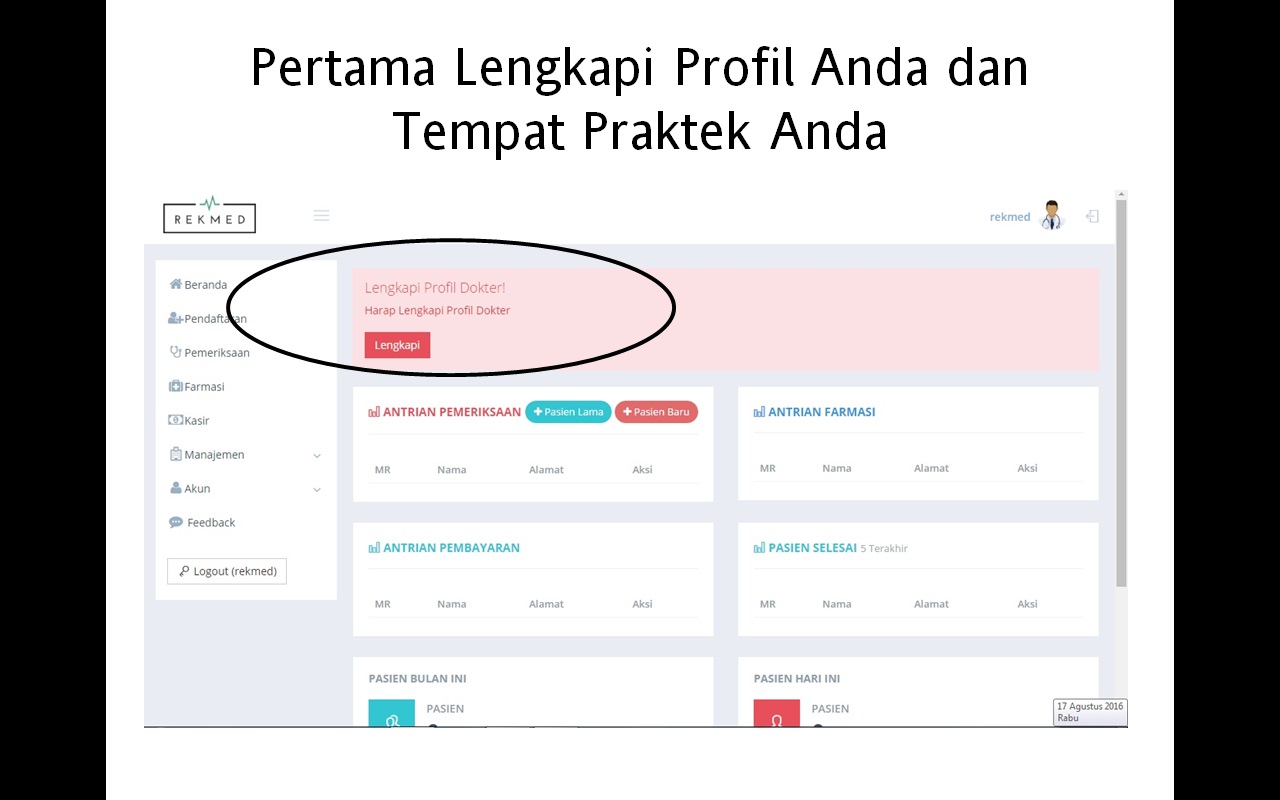 Pertama Lengkapi Profil Anda dan
Tempat Praktek Anda
REKMED
rekmed
Beranda
Pendaftaran
Pemeriksaan
Farmasi
Kasir
Manajemen
Akun
Feedback
Logout (rekmed)
Lengkapi Profil Dokter!
Harap Lengkapi Profil Dokter
Lengkapi
ANTRIAN PEMERIKSAAN Pasien Lama Pasien Baru
MR Nama Alamat Aksi
ANTRIAN FARMASI
MR Nama Alamat Aksi
ANTRIAN PEMBAYARAN
MR Nama Alamat Aksi
PASIEN SELESAI 5 Terakhir
MR Nama Alamat Aksi
PASIEN BULAN INI
PASIEN
PASIEN HARI INI
PASIEN
17 Agustus 2016
Rabu